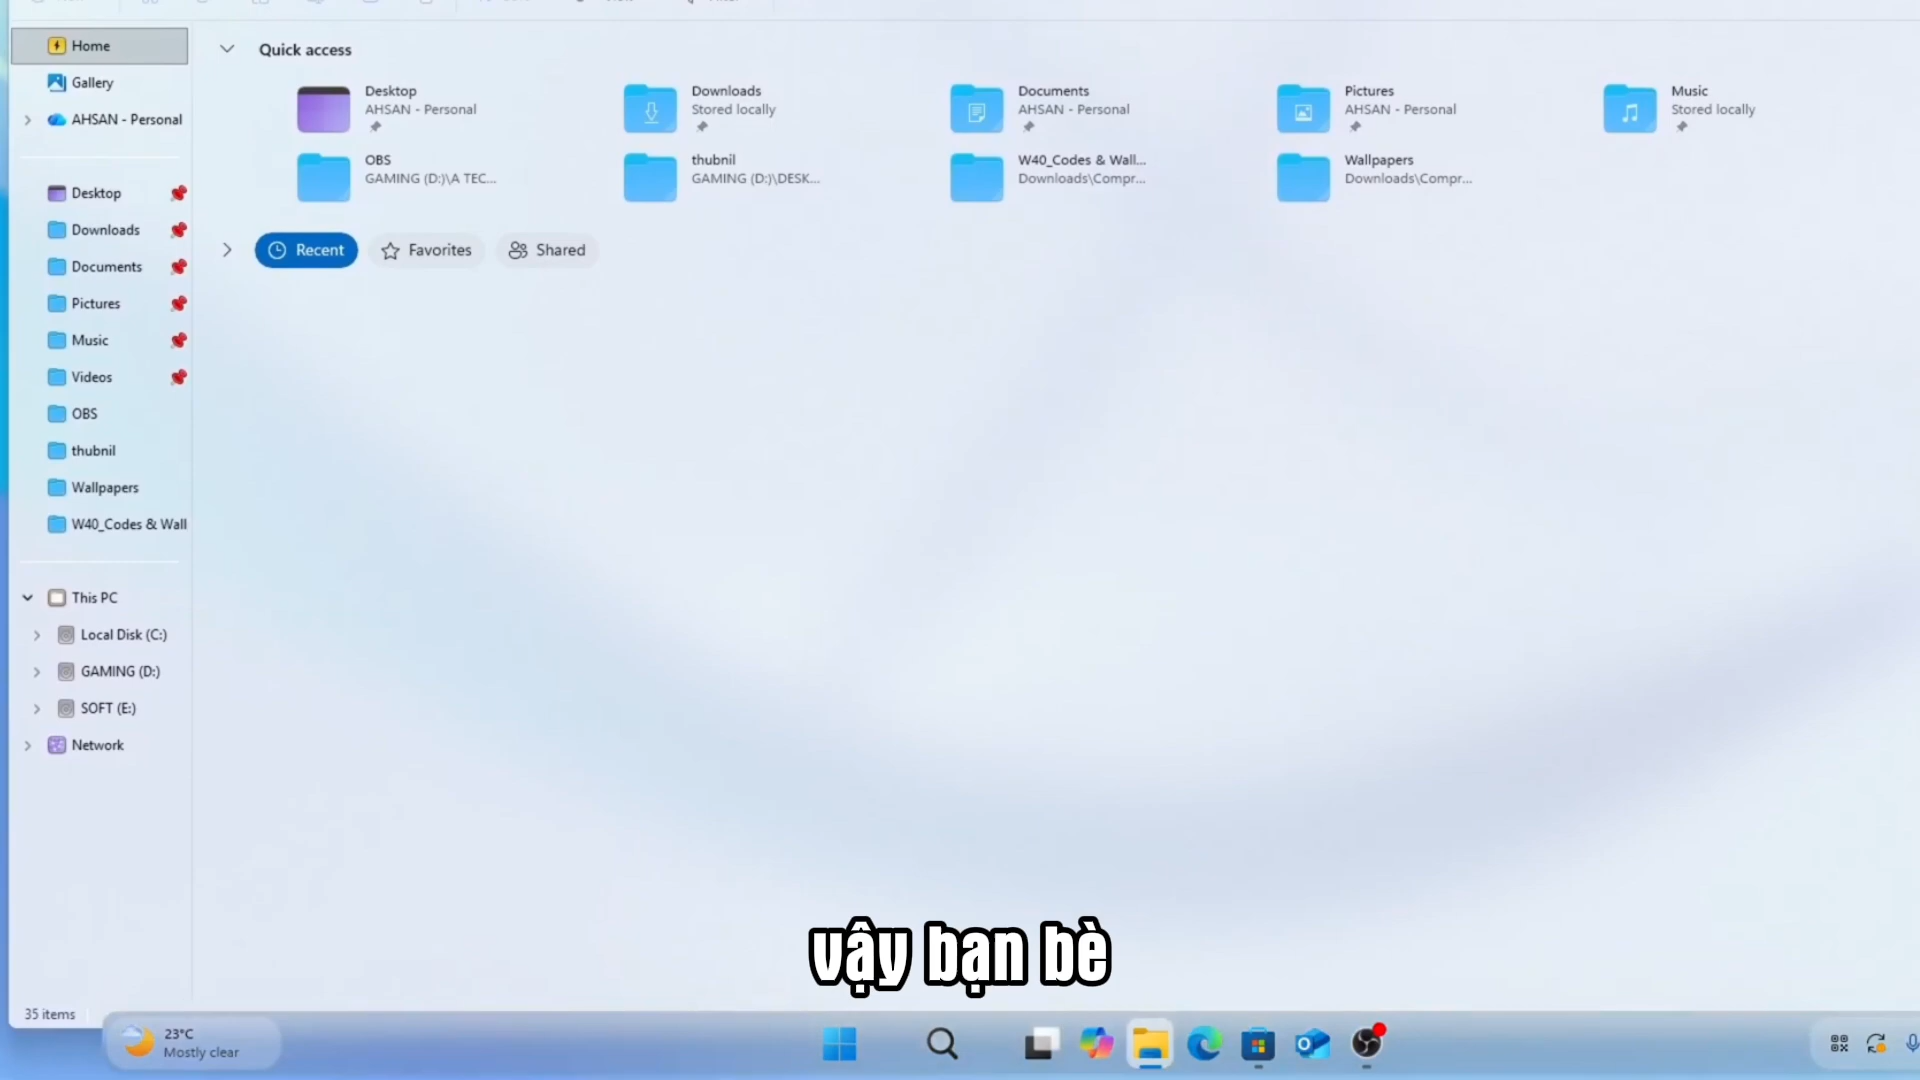 Home
Gallery
AHSAN - Personal
Desktop
Downloads
Documents
Pictures
Music
Videos
OBS
thubnil
Wallpapers
W40_Codes & Wall
This PC
Local Disk (C:)
GAMING (D:)
SOFT (E:)
Network
35 items
Quick access
Desktop
AHSAN - Personal
Downloads
Stored locally
Documents
AHSAN - Personal
Pictures
AHSAN - Personal
Music
Stored locally
OBS
GAMING (D:)\A TEC...
thubnil
GAMING (D:)\DESK...
W40_Codes & Wall...
Downloads\Compr...
Wallpapers
Downloads\Compr...
Recent
Favorites
Shared
vậy bạn bè
23°C
Mostly clear